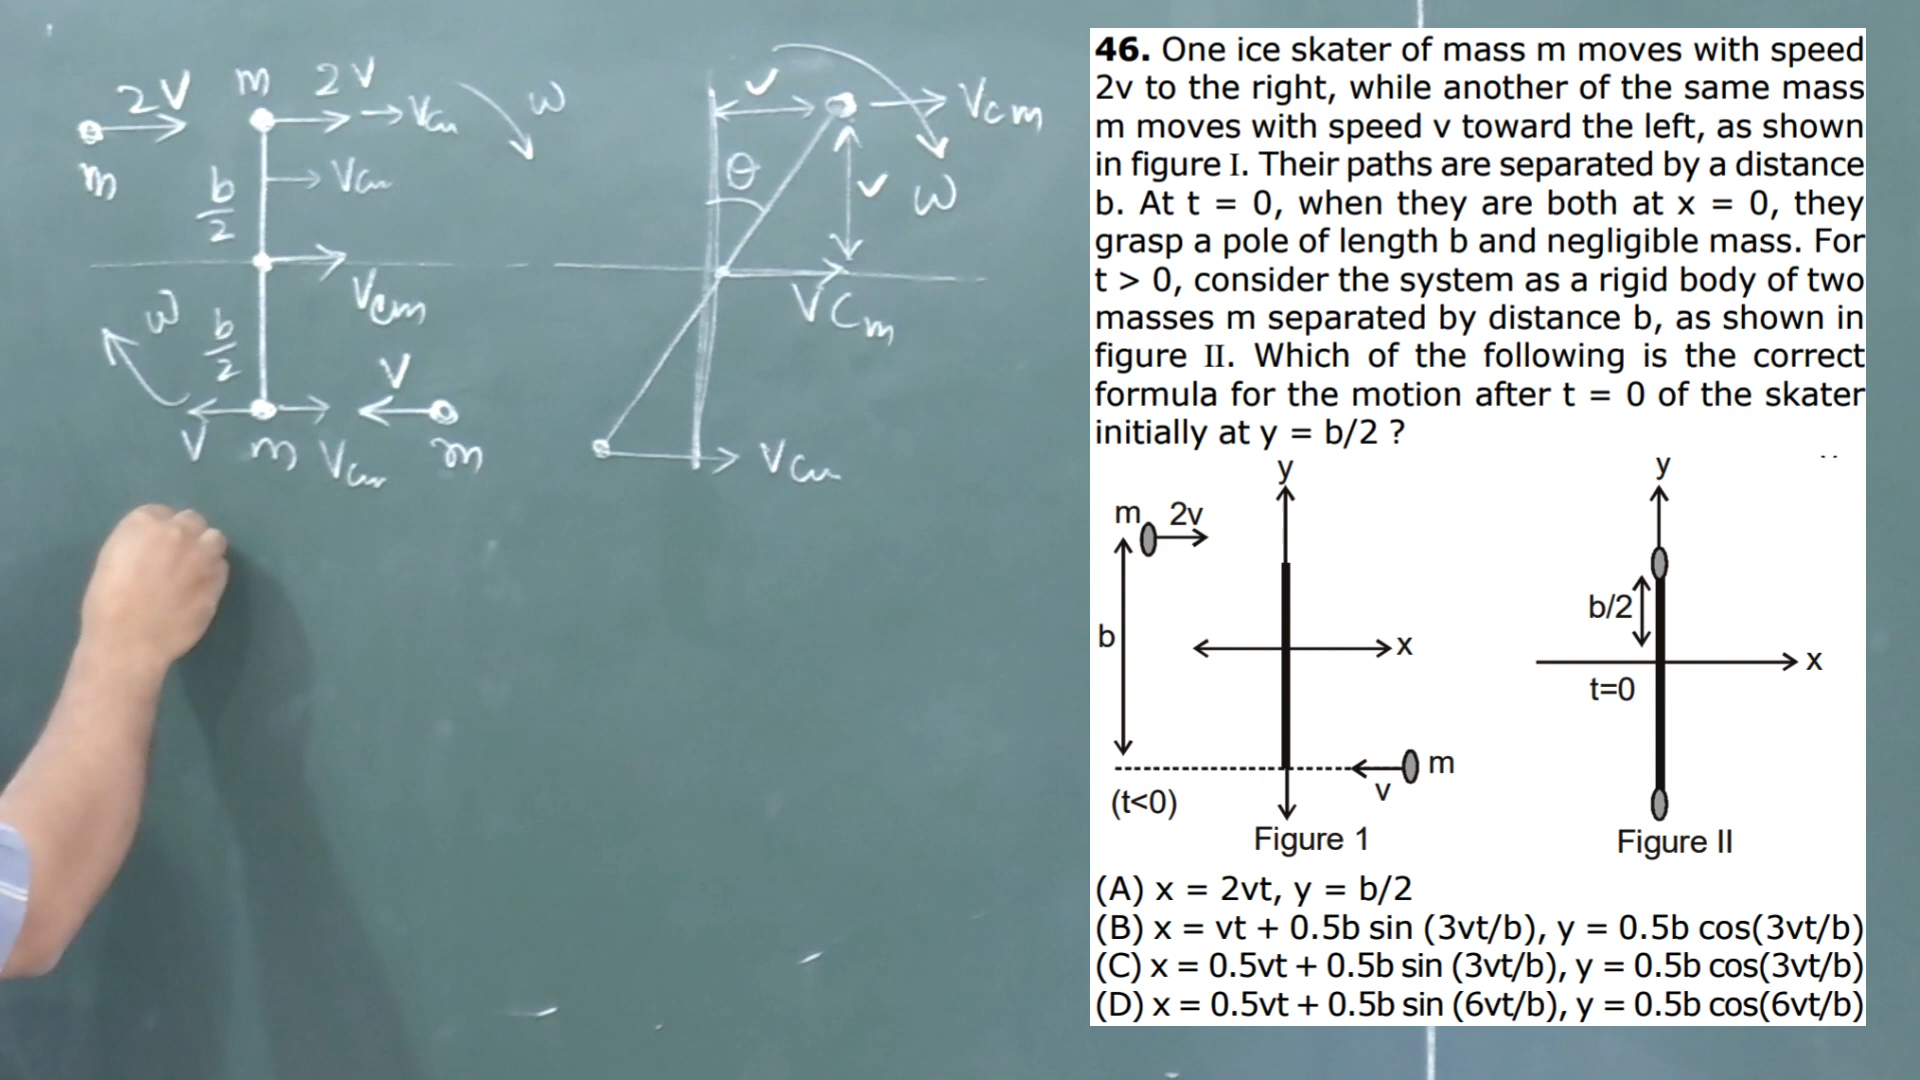 2V
m
m 2V
Vcm
ω
b/2
Vcm
Vcm
ω
b/2
V
V m Vcm
m
v
Vcm
θ
v
ω
Vcm
Vcm
46. One ice skater of mass m moves with speed
2v to the right, while another of the same mass
m moves with speed v toward the left, as shown
in figure I. Their paths are separated by a distance
b. At t = 0, when they are both at x = 0, they
grasp a pole of length b and negligible mass. For
t > 0, consider the system as a rigid body of two
masses m separated by distance b, as shown in
figure II. Which of the following is the correct
formula for the motion after t = 0 of the skater
initially at y = b/2 ?
y
m 2v
b
x
m
v
(t<0)
Figure 1
y
b/2
x
t=0
Figure II
(A) x = 2vt, y = b/2
(B) x = vt + 0.5b sin (3vt/b), y = 0.5b cos(3vt/b)
(C) x = 0.5vt + 0.5b sin (3vt/b), y = 0.5b cos(3vt/b)
(D) x = 0.5vt + 0.5b sin (6vt/b), y = 0.5b cos(6vt/b)